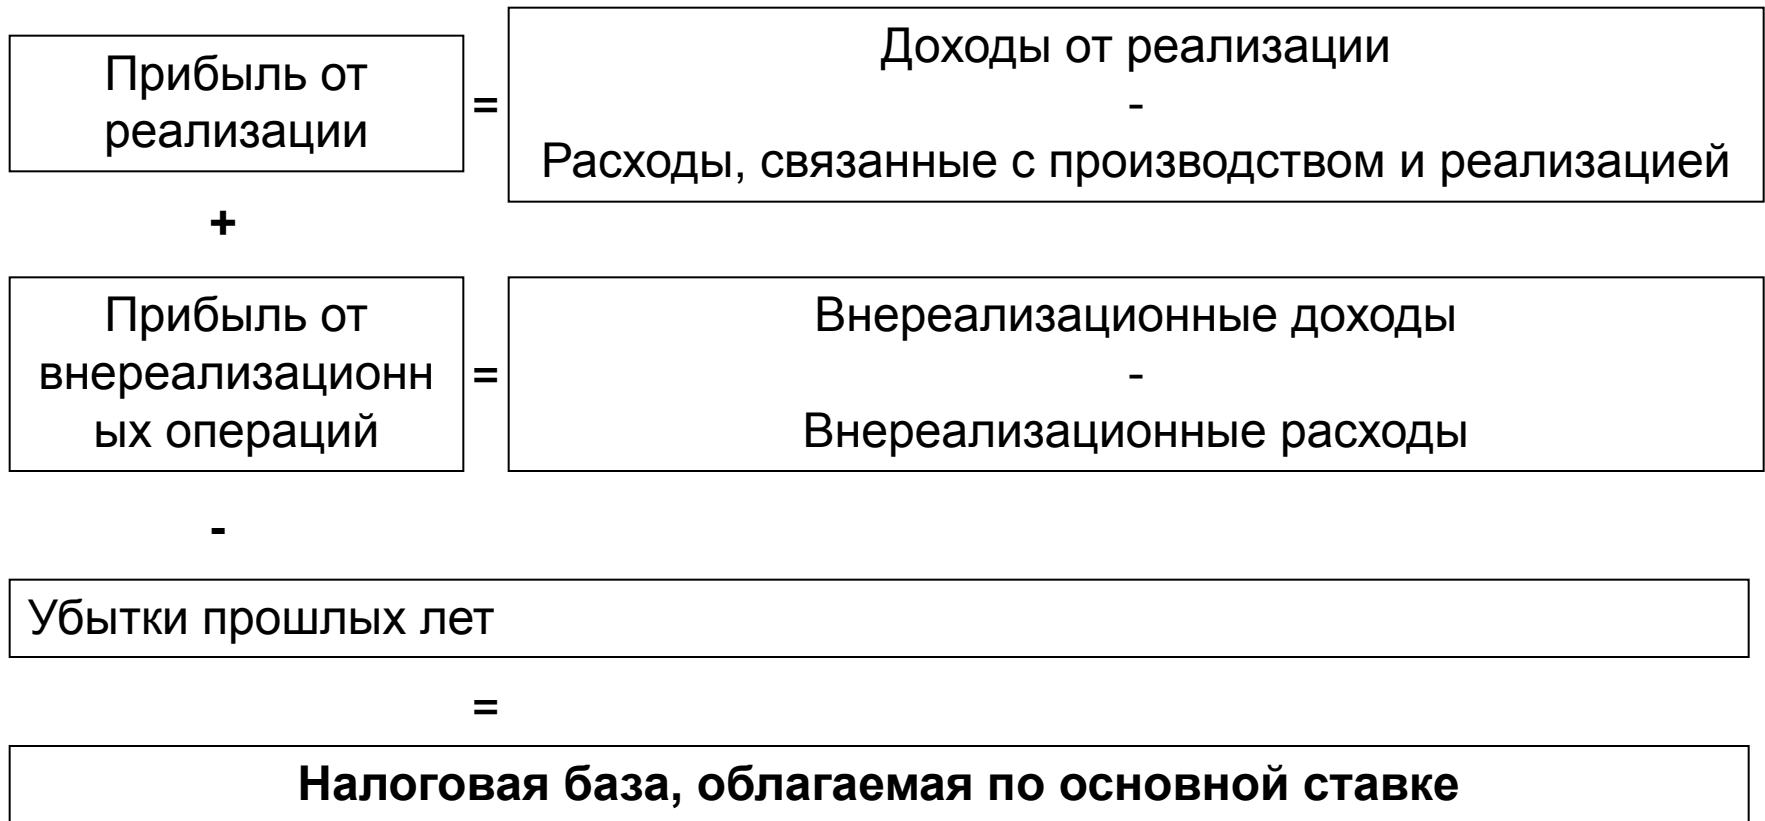 Прибыль от
реализации
=
Доходы от реализации
-
Расходы, связанные с производством и реализацией
+
Прибыль от
внереализационн
ых операций
=
Внереализационные доходы
-
Внереализационные расходы
-
Убытки прошлых лет
=
Налоговая база, облагаемая по основной ставке